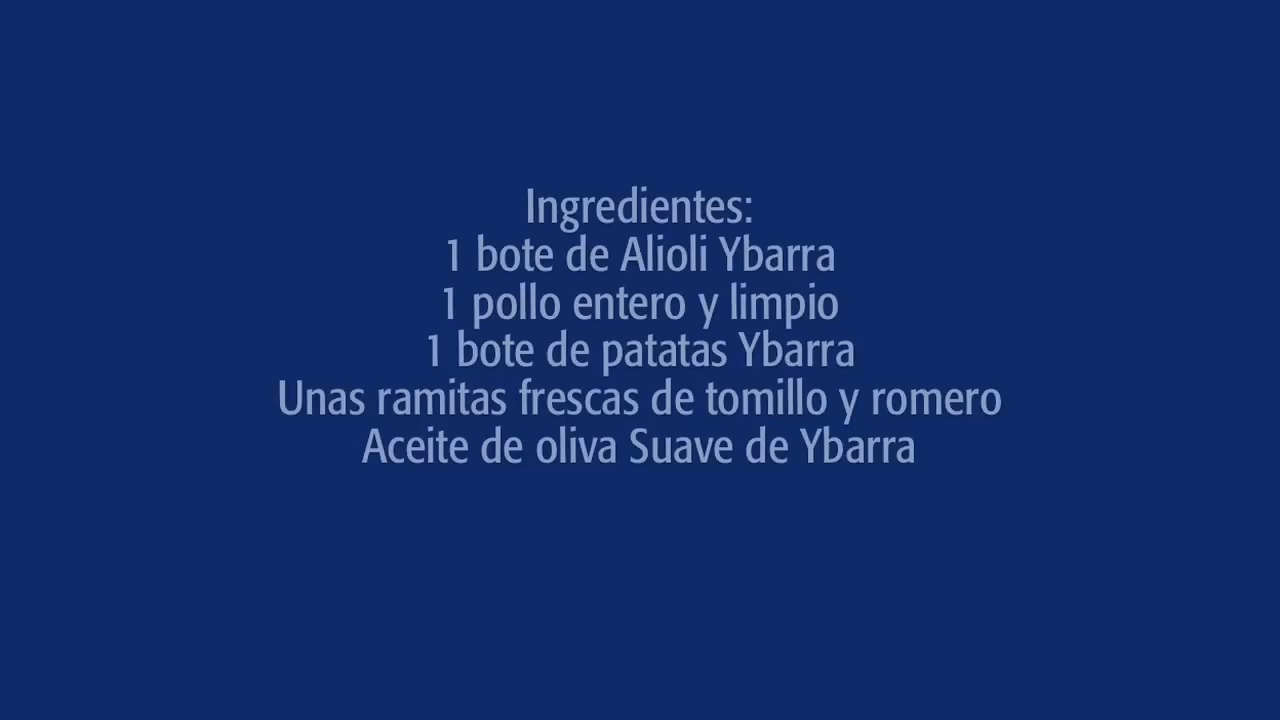 Ingredientes:
1 bote de Alioli Ybarra
1 pollo entero y limpio
1 bote de patatas Ybarra
Unas ramitas frescas de tomillo y romero
Aceite de oliva Suave de Ybarra